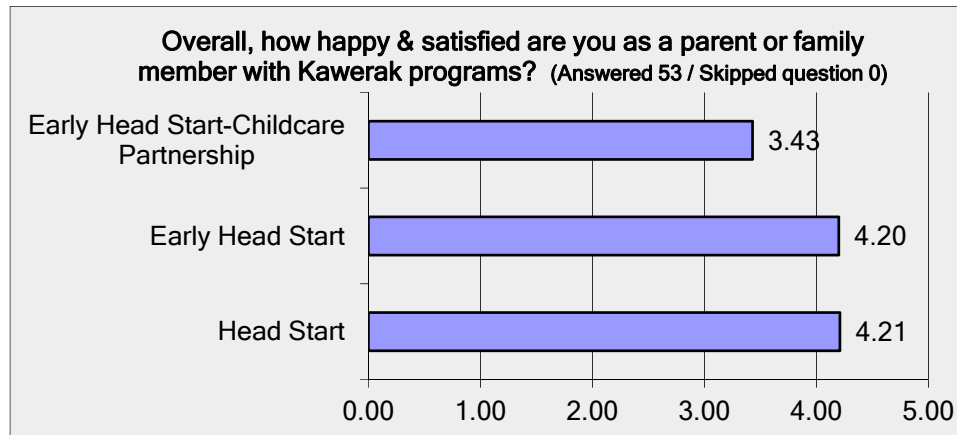 Overall, how happy & satisfied are you as a parent or family
member with Kawerak programs? (Answered 53 / Skipped question 0)
Early Head Start-Childcare
Partnership
3.43
Early Head Start
4.20
Head Start
4.21
0.00 1.00 2.00 3.00 4.00 5.00